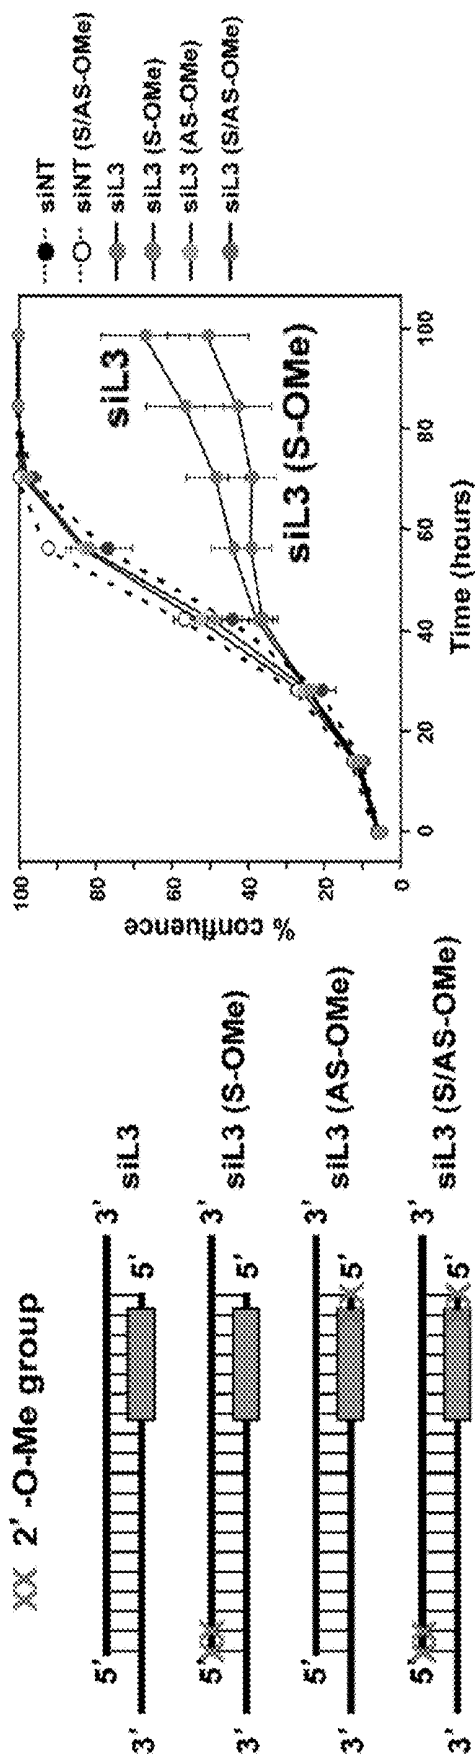 XX 2'-O-Me group
5' 3' siL3
3' 5'
5' 3' siL3 (S-OMe)
3' 5'
5' 3' siL3 (AS-OMe)
3' 5'
5' 3' siL3 (S/AS-OMe)
3' 5'
% confluence
100
80
60
40
20
0
0 20 40 60 80 100
Time (hours)
siL3
siL3 (S-OMe)
siNT
siNT (S/AS-OMe)
siL3
siL3 (S-OMe)
siL3 (AS-OMe)
siL3 (S/AS-OMe)